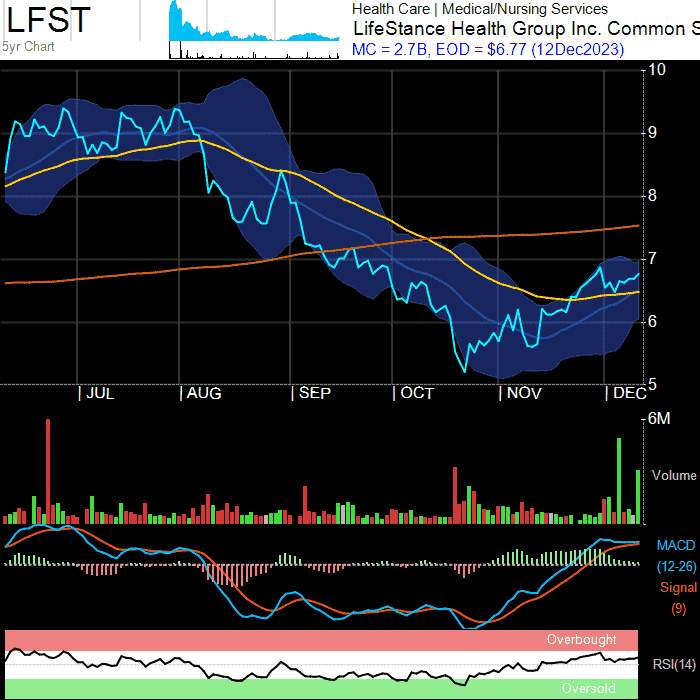 LFST
5yr Chart
Health Care | Medical/Nursing Services
LifeStance Health Group Inc. Common S
MC = 2.7B, EOD = $6.77 (12Dec2023)
10
9
8
7
6
5
| JUL
| AUG
| SEP
| OCT
| NOV
| DEC
6M
Volume
MACD
(12-26)
Signal
(9)
Overbought
RSI(14)
Oversold